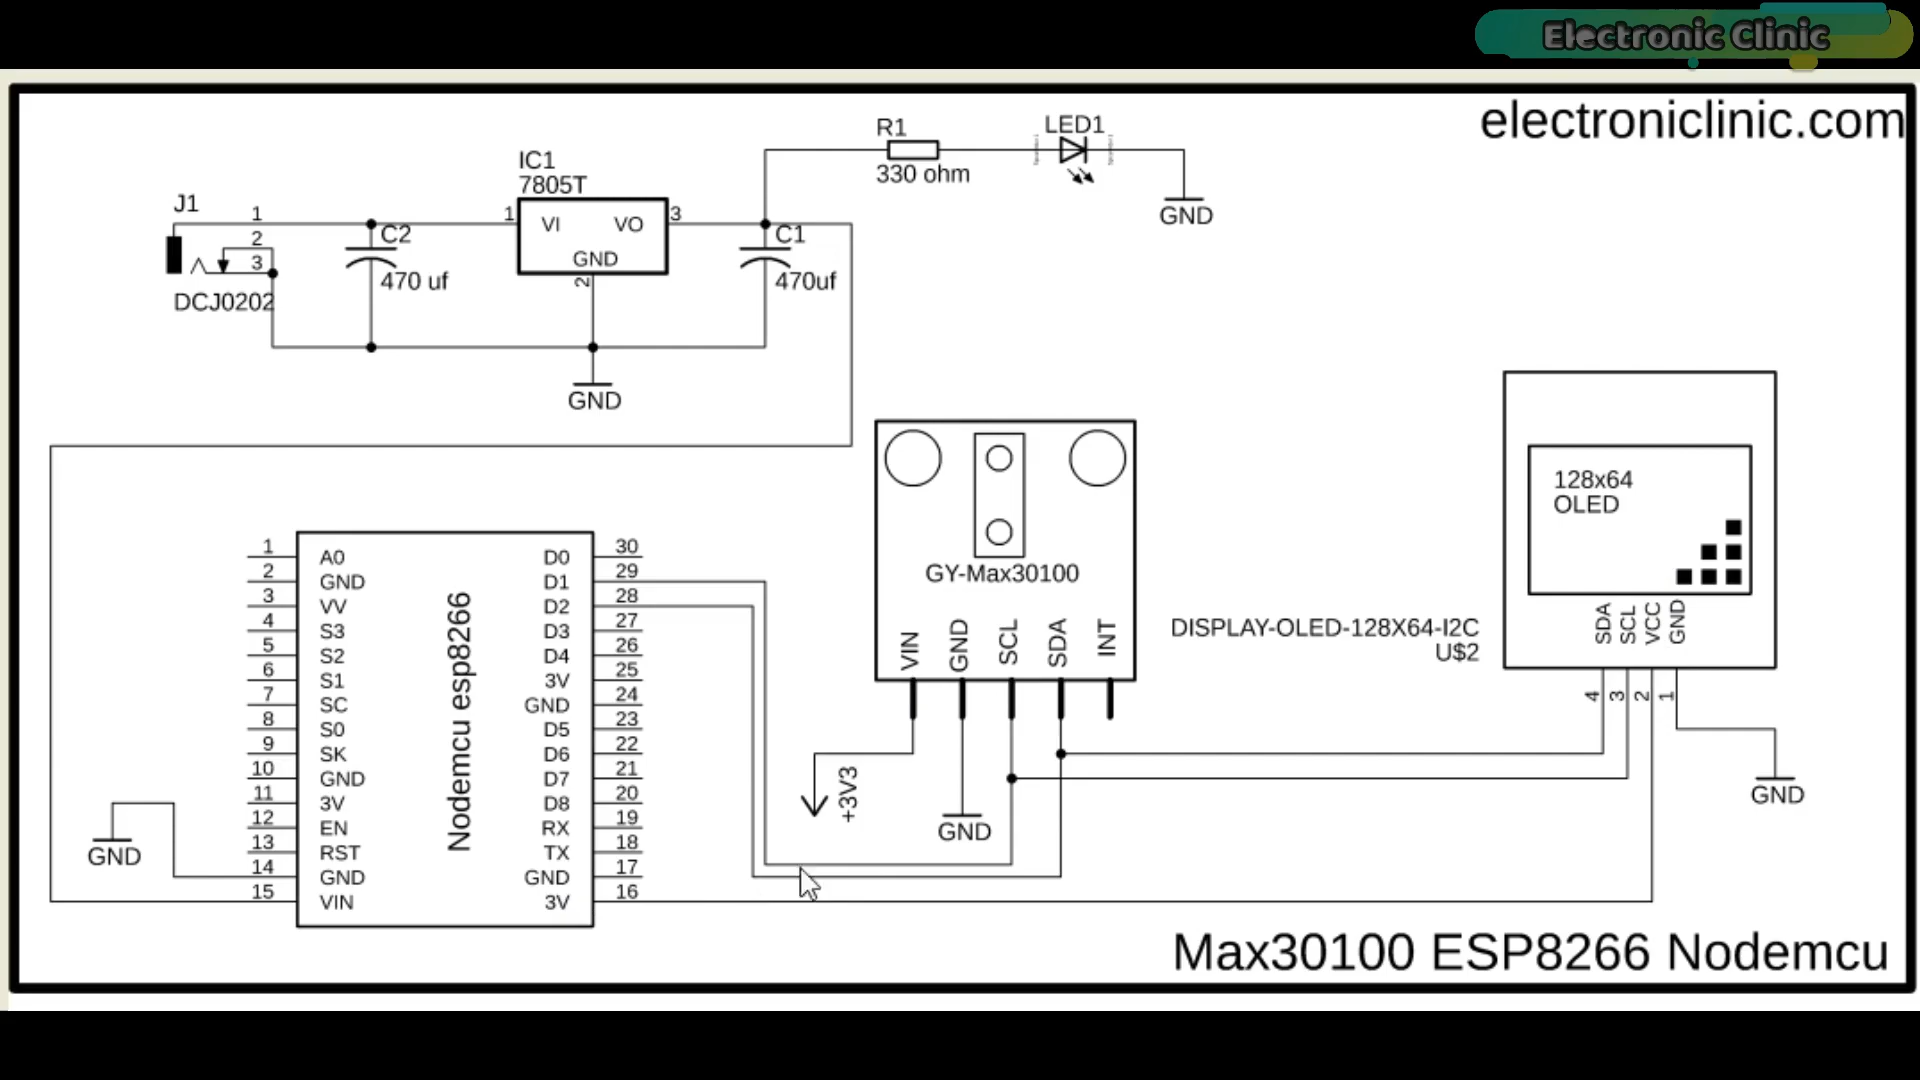 Electronic Clinic
electroniclinic.com
R1
330 ohm
LED1
GND
IC1
7805T
1
VI
VO
3
GND
2
J1
1
2
3
DCJ0202
C2
470 uf
C1
470uf
GND
Nodemcu esp8266
1 A0
2 GND
3 VV
4 S3
5 S2
6 S1
7 SC
8 S0
9 SK
10 GND
11 3V
12 EN
13 RST
14 GND
15 VIN
D0 30
D1 29
D2 28
D3 27
D4 26
3V 25
GND 24
D5 23
D6 22
D7 21
D8 20
RX 19
TX 18
GND 17
3V 16
GND
GY-Max30100
VIN
GND
SCL
SDA
INT
+3V3
GND
128x64
OLED
DISPLAY-OLED-128X64-I2C
U$2
SDA
SCL
VCC
GND
4
3
2
1
GND
Max30100 ESP8266 Nodemcu